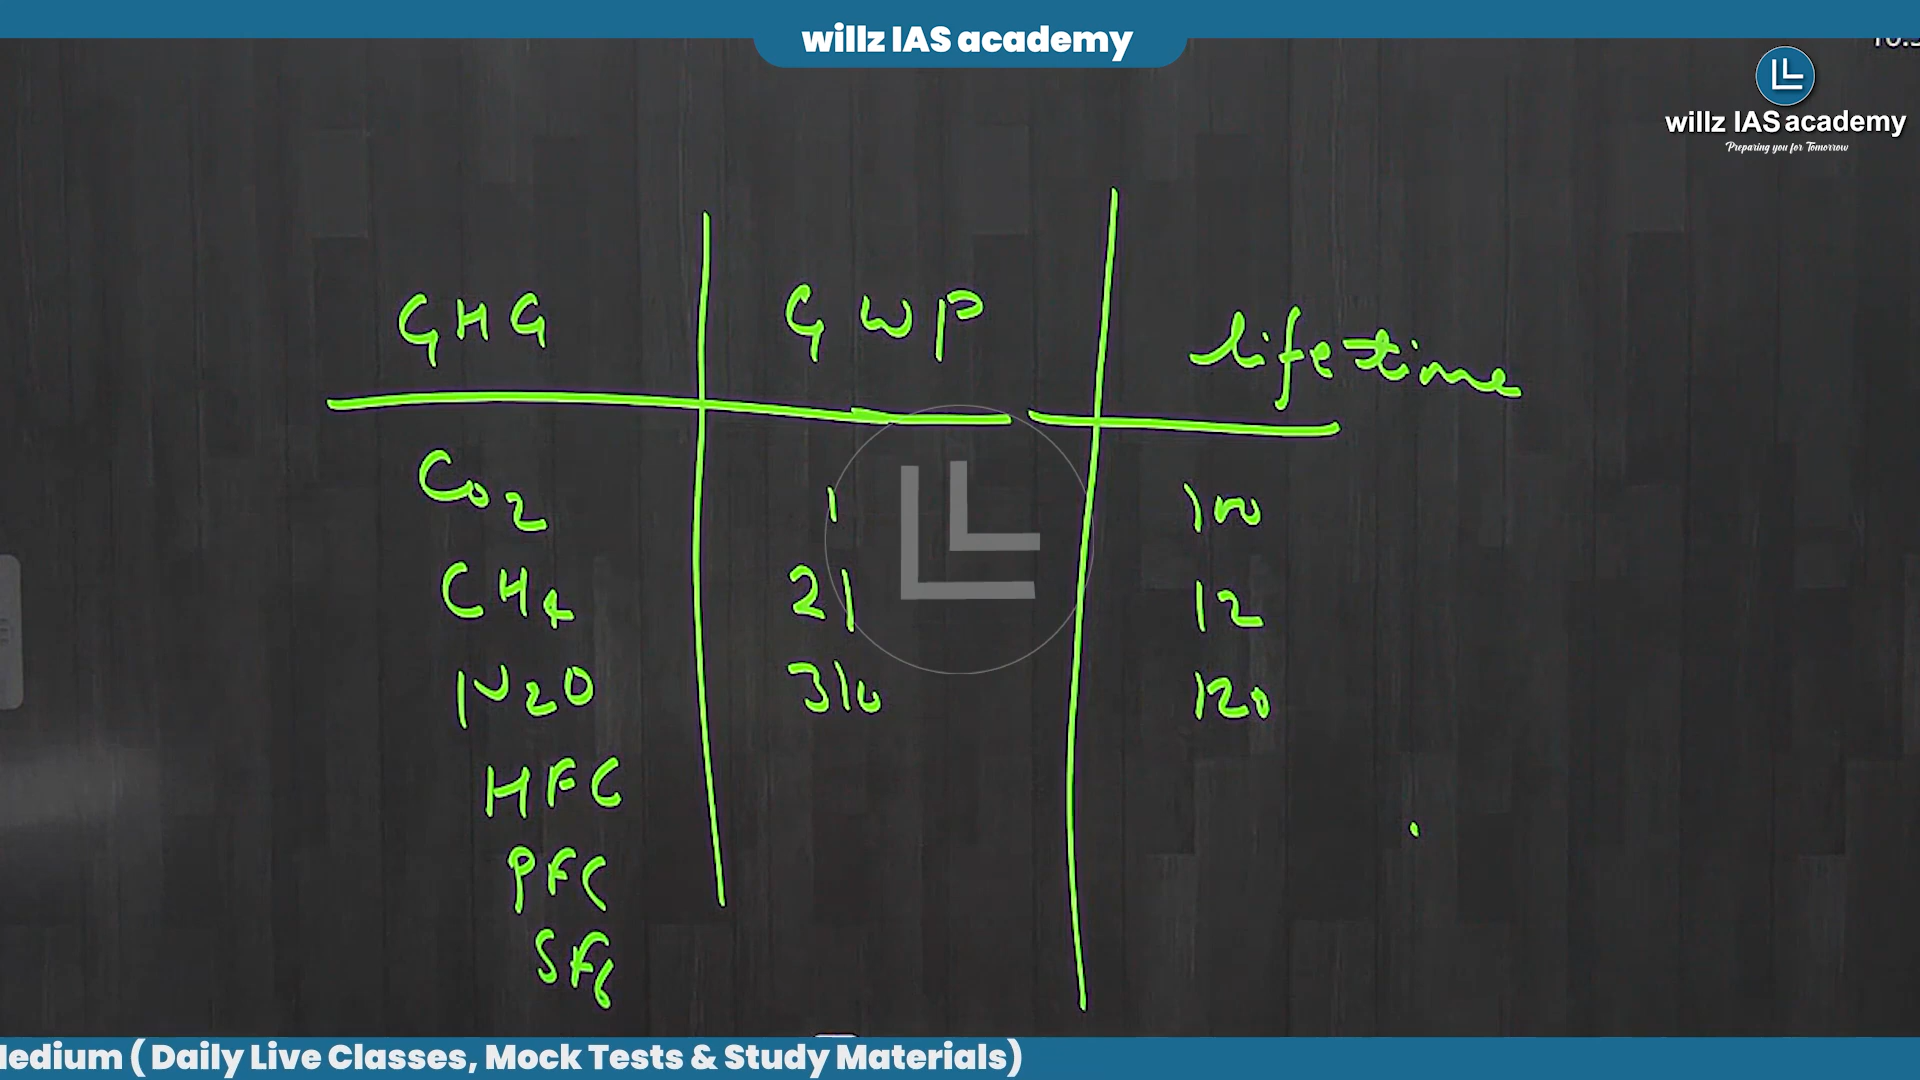 willz IAS academy
willz IAS academy
Preparing you for Tomorrow
GHG GWP lifetime
CO2 1 100
CH4 21 12
N2O 310 120
HFC
PFC
SF6
Medium ( Daily Live Classes, Mock Tests & Study Materials)